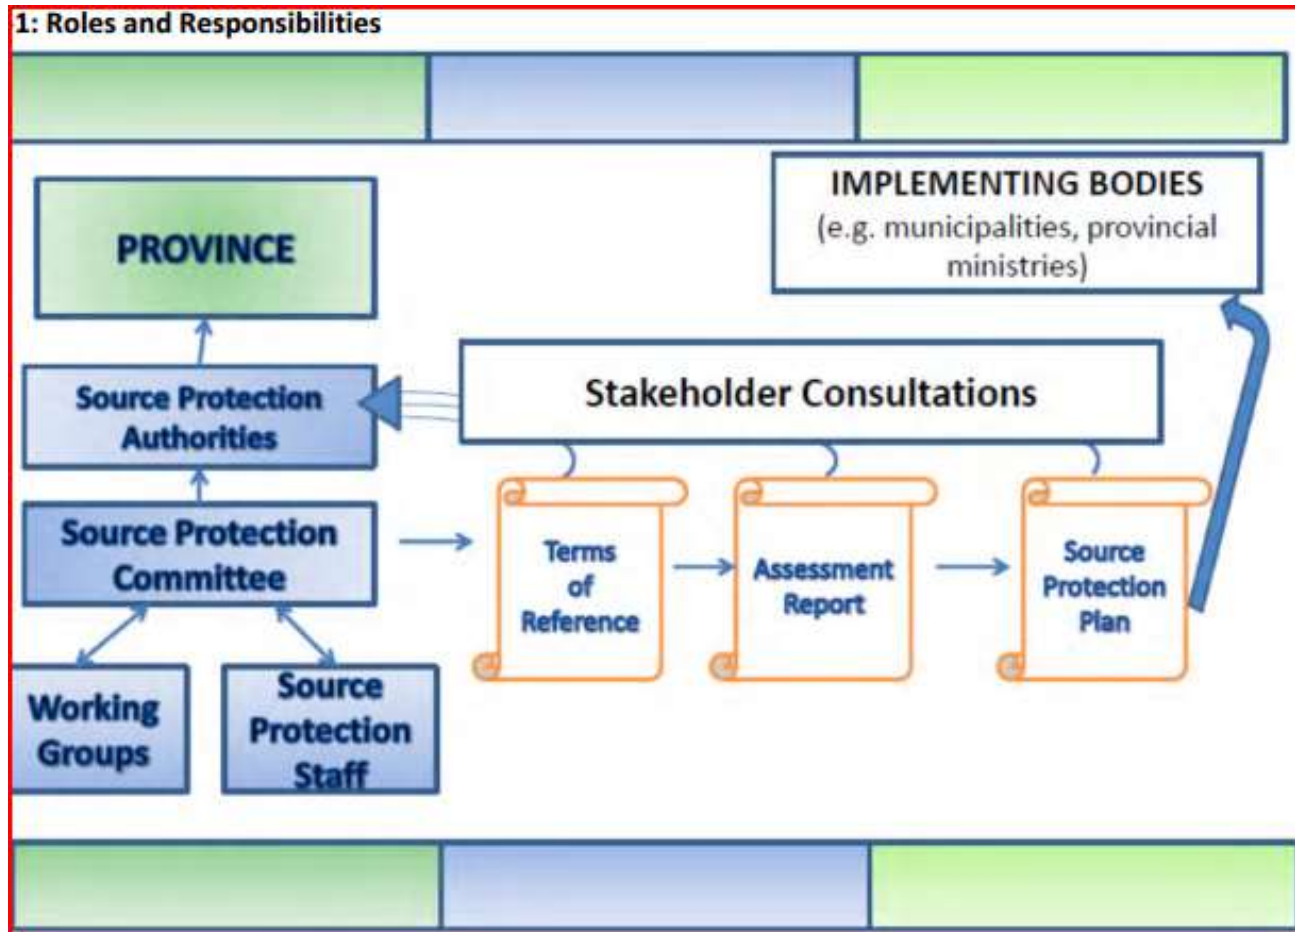 1: Roles and Responsibilities
IMPLEMENTING BODIES
(e.g. municipalities, provincial
ministries)
PROVINCE
Stakeholder Consultations
Source Protection
Authorities
Source Protection
Committee
Terms
of
Reference
Assessment
Report
Source
Protection
Plan
Working
Groups
Source
Protection
Staff